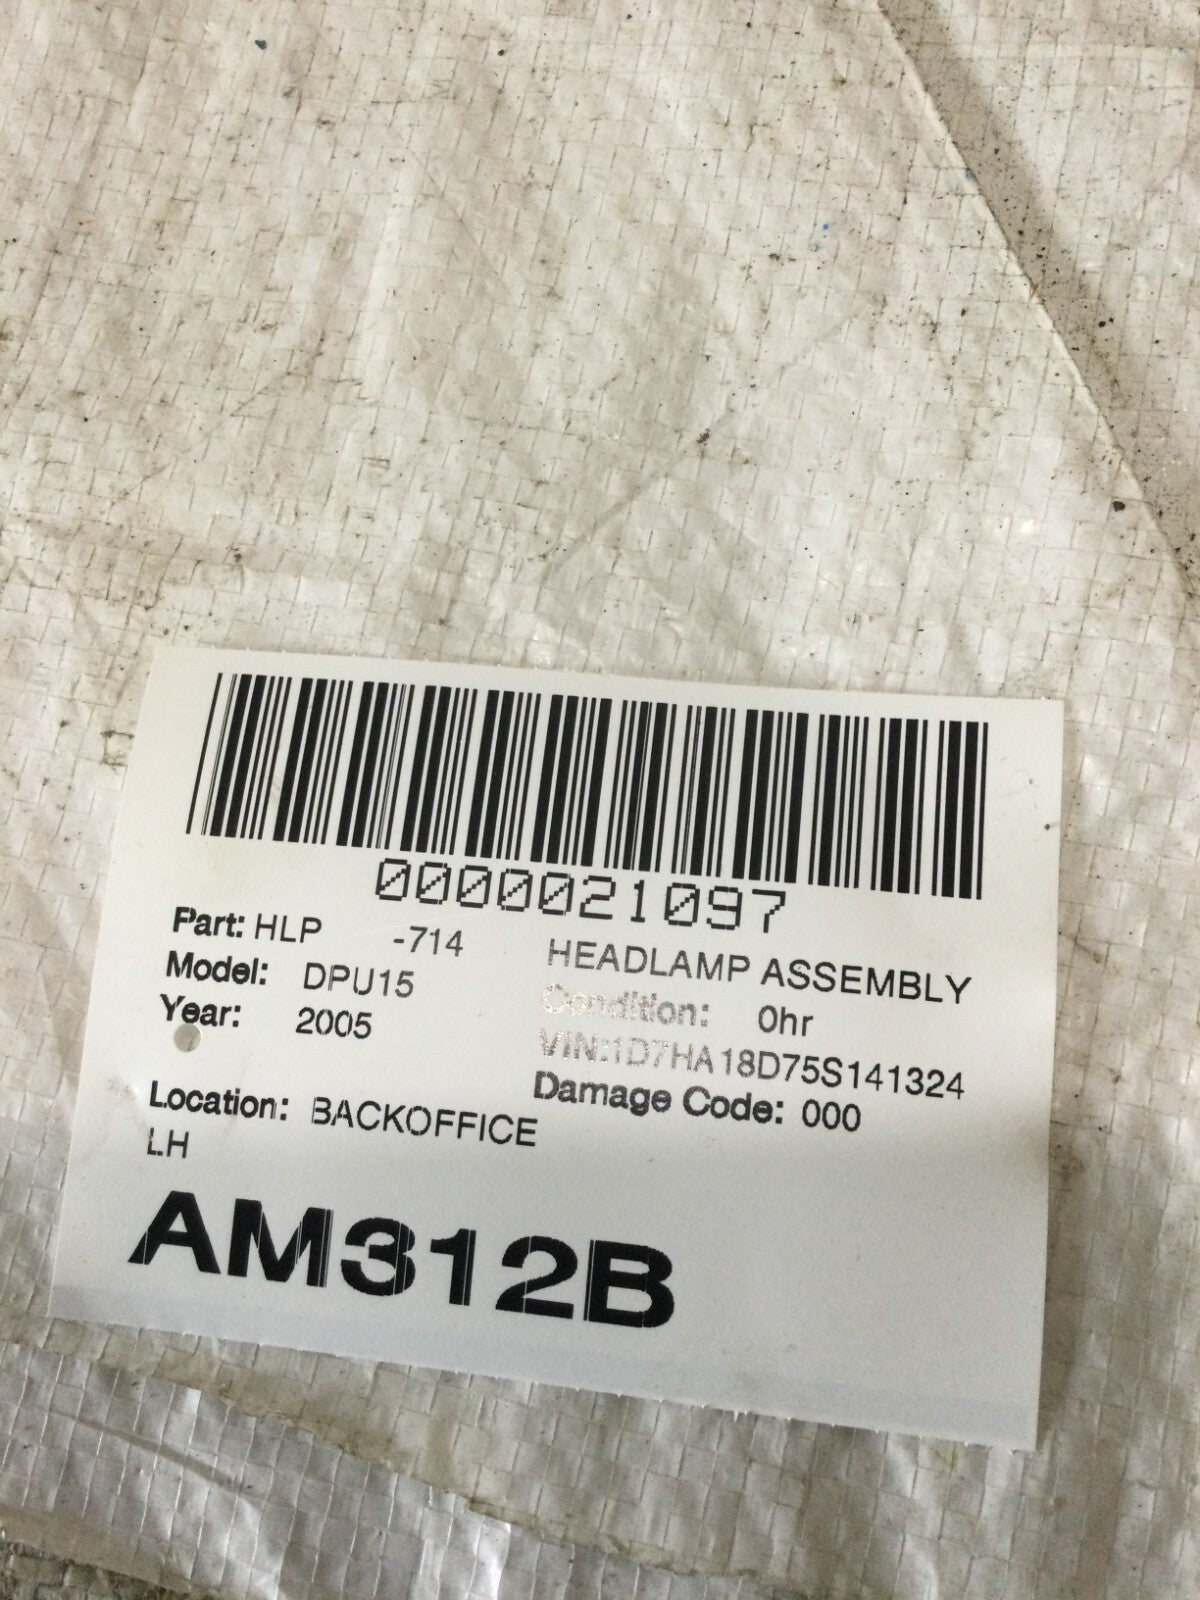 0000021097
Part: HLP -714 HEADLAMP ASSEMBLY
Model: DPU15 Condition: 0hr
Year: 2005 VIN:1D7HA18D75S141324
Damage Code: 000
Location: BACKOFFICE
LH
AM312B